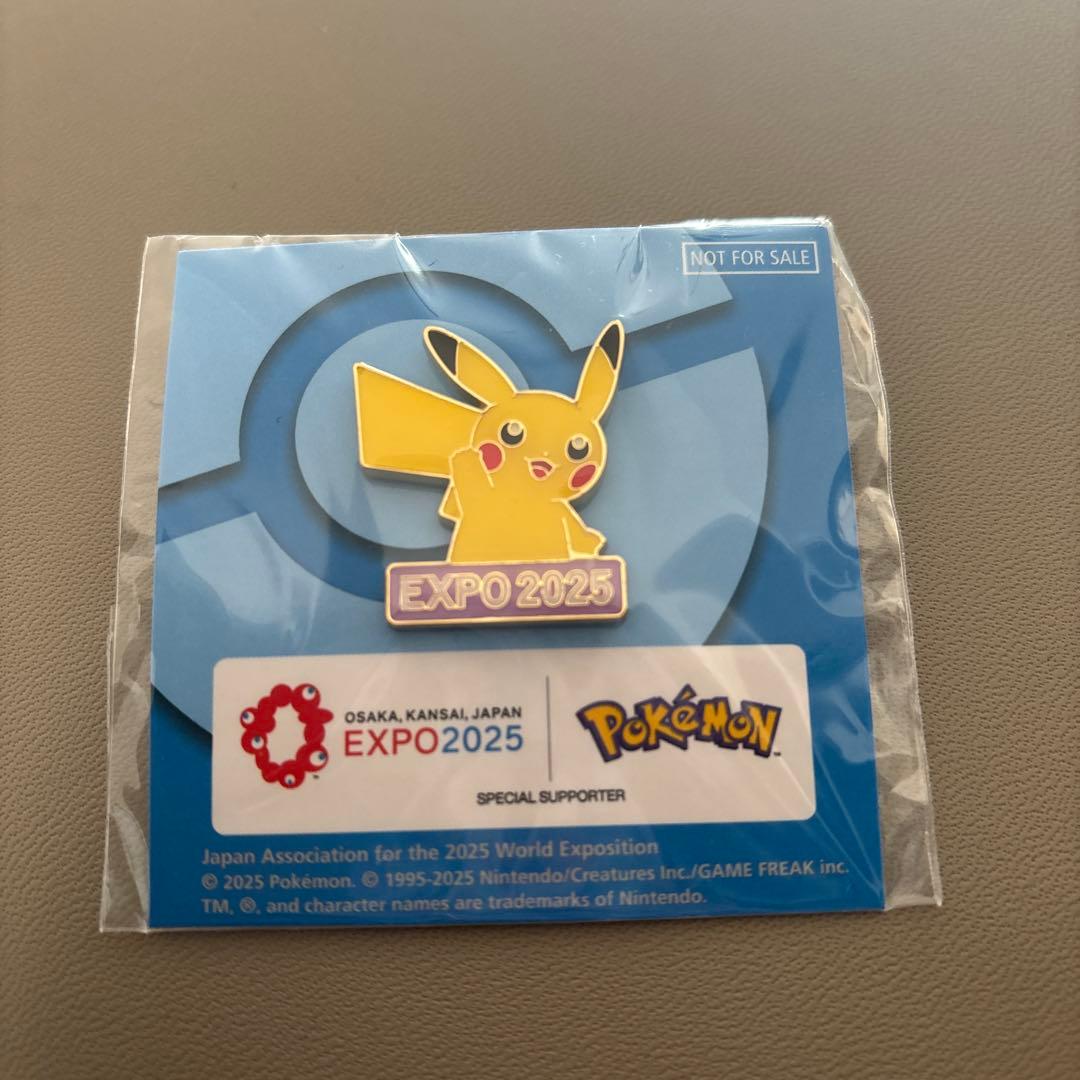 NOT FOR SALE
EXPO 2025
OSAKA, KANSAI, JAPAN
EXPO2025
POKéMON
™
SPECIAL SUPPORTER
Japan Association for the 2025 World Exposition
© 2025 Pokémon. © 1995-2025 Nintendo/Creatures Inc./GAME FREAK inc.
TM, ®, and character names are trademarks of Nintendo.